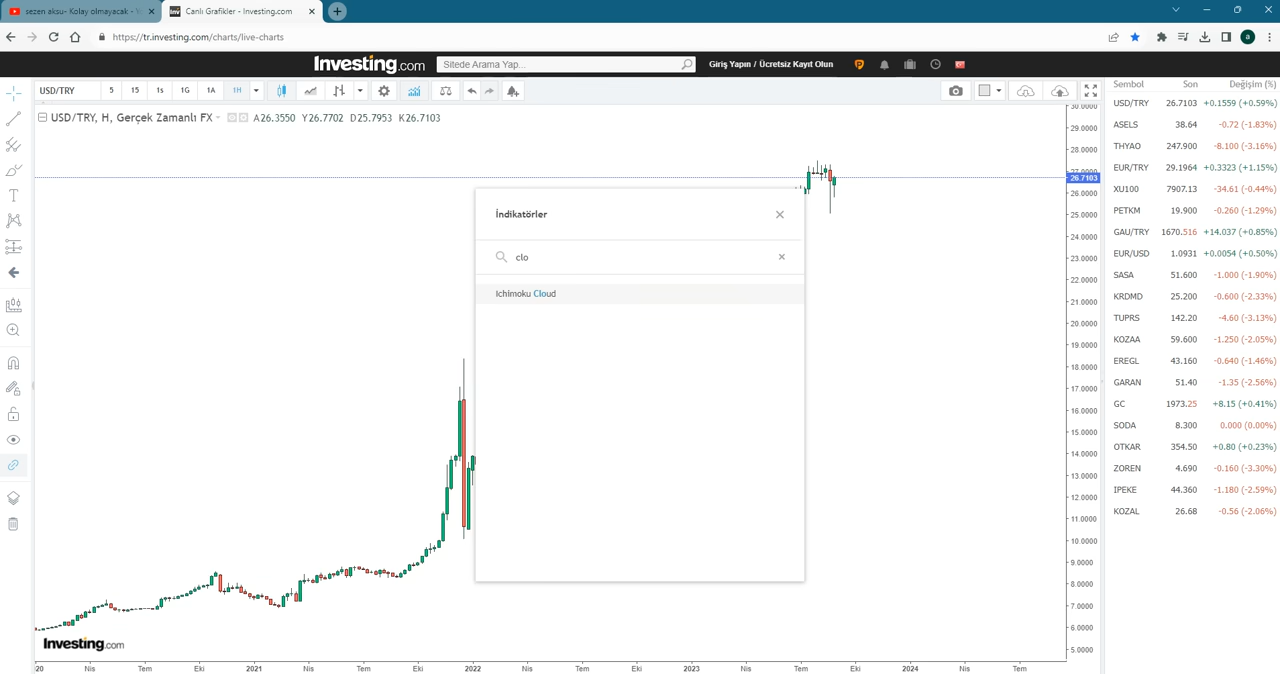 sezen aksu- Kolay olmayacak - Y
Canlı Grafikler - Investing.com
https://tr.investing.com/charts/live-charts
a
Investing.com
Sitede Arama Yap...
Giriş Yapın / Ücretsiz Kayıt Olun
USD/TRY
5 15 1s 1G 1A 1H
USD/TRY, H, Gerçek Zamanlı FX
A26.3550 Y26.7702 D25.7953 K26.7103
İndikatörler
clo
Ichimoku Cloud
30.0000
29.0000
28.0000
27.0000
26.7103
26.0000
25.0000
24.0000
23.0000
22.0000
21.0000
20.0000
19.0000
18.0000
17.0000
16.0000
15.0000
14.0000
13.0000
12.0000
11.0000
10.0000
9.0000
8.0000
7.0000
6.0000
5.0000
Investing.com
20 Nis Tem Eki 2021 Nis Tem Eki 2022 Nis Tem Eki 2023 Nis Tem Eki 2024 Nis Tem
Sembol Son Değişim (%)
USD/TRY 26.7103 +0.1559 (+0.59%)
ASELS 38.64 -0.72 (-1.83%)
THYAO 247.900 -8.100 (-3.16%)
EUR/TRY 29.1964 +0.3323 (+1.15%)
XU100 7907.13 -34.61 (-0.44%)
PETKM 19.900 -0.260 (-1.29%)
GAU/TRY 1670.516 +14.037 (+0.85%)
EUR/USD 1.0931 +0.0054 (+0.50%)
SASA 51.600 -1.000 (-1.90%)
KRDMD 25.200 -0.600 (-2.33%)
TUPRS 142.20 -4.60 (-3.13%)
KOZAA 59.600 -1.250 (-2.05%)
EREGL 43.160 -0.640 (-1.46%)
GARAN 51.40 -1.35 (-2.56%)
GC 1973.25 +8.15 (+0.41%)
SODA 8.300 0.000 (0.00%)
OTKAR 354.50 +0.80 (+0.23%)
ZOREN 4.690 -0.160 (-3.30%)
IPEKE 44.360 -1.180 (-2.59%)
KOZAL 26.68 -0.56 (-2.06%)